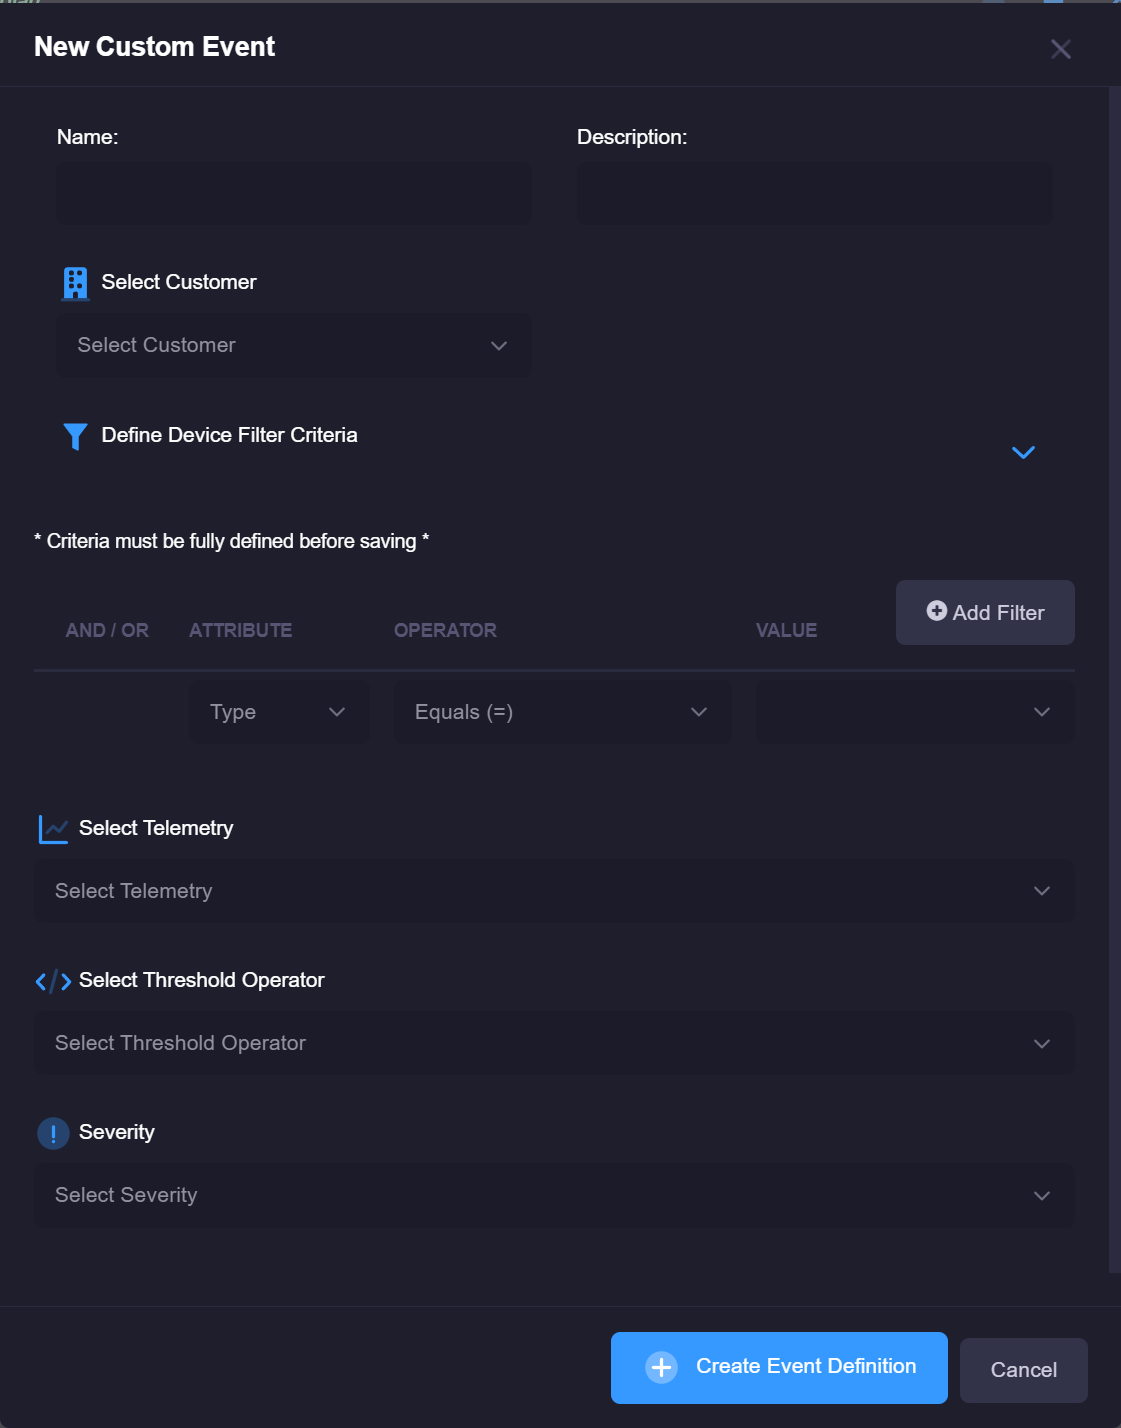 New Custom Event
Name:
Description:
Select Customer
Select Customer
Define Device Filter Criteria
* Criteria must be fully defined before saving *
Add Filter
AND / OR ATTRIBUTE OPERATOR VALUE
Type Equals (=)
Select Telemetry
Select Telemetry
Select Threshold Operator
Select Threshold Operator
Severity
Select Severity
Create Event Definition
Cancel